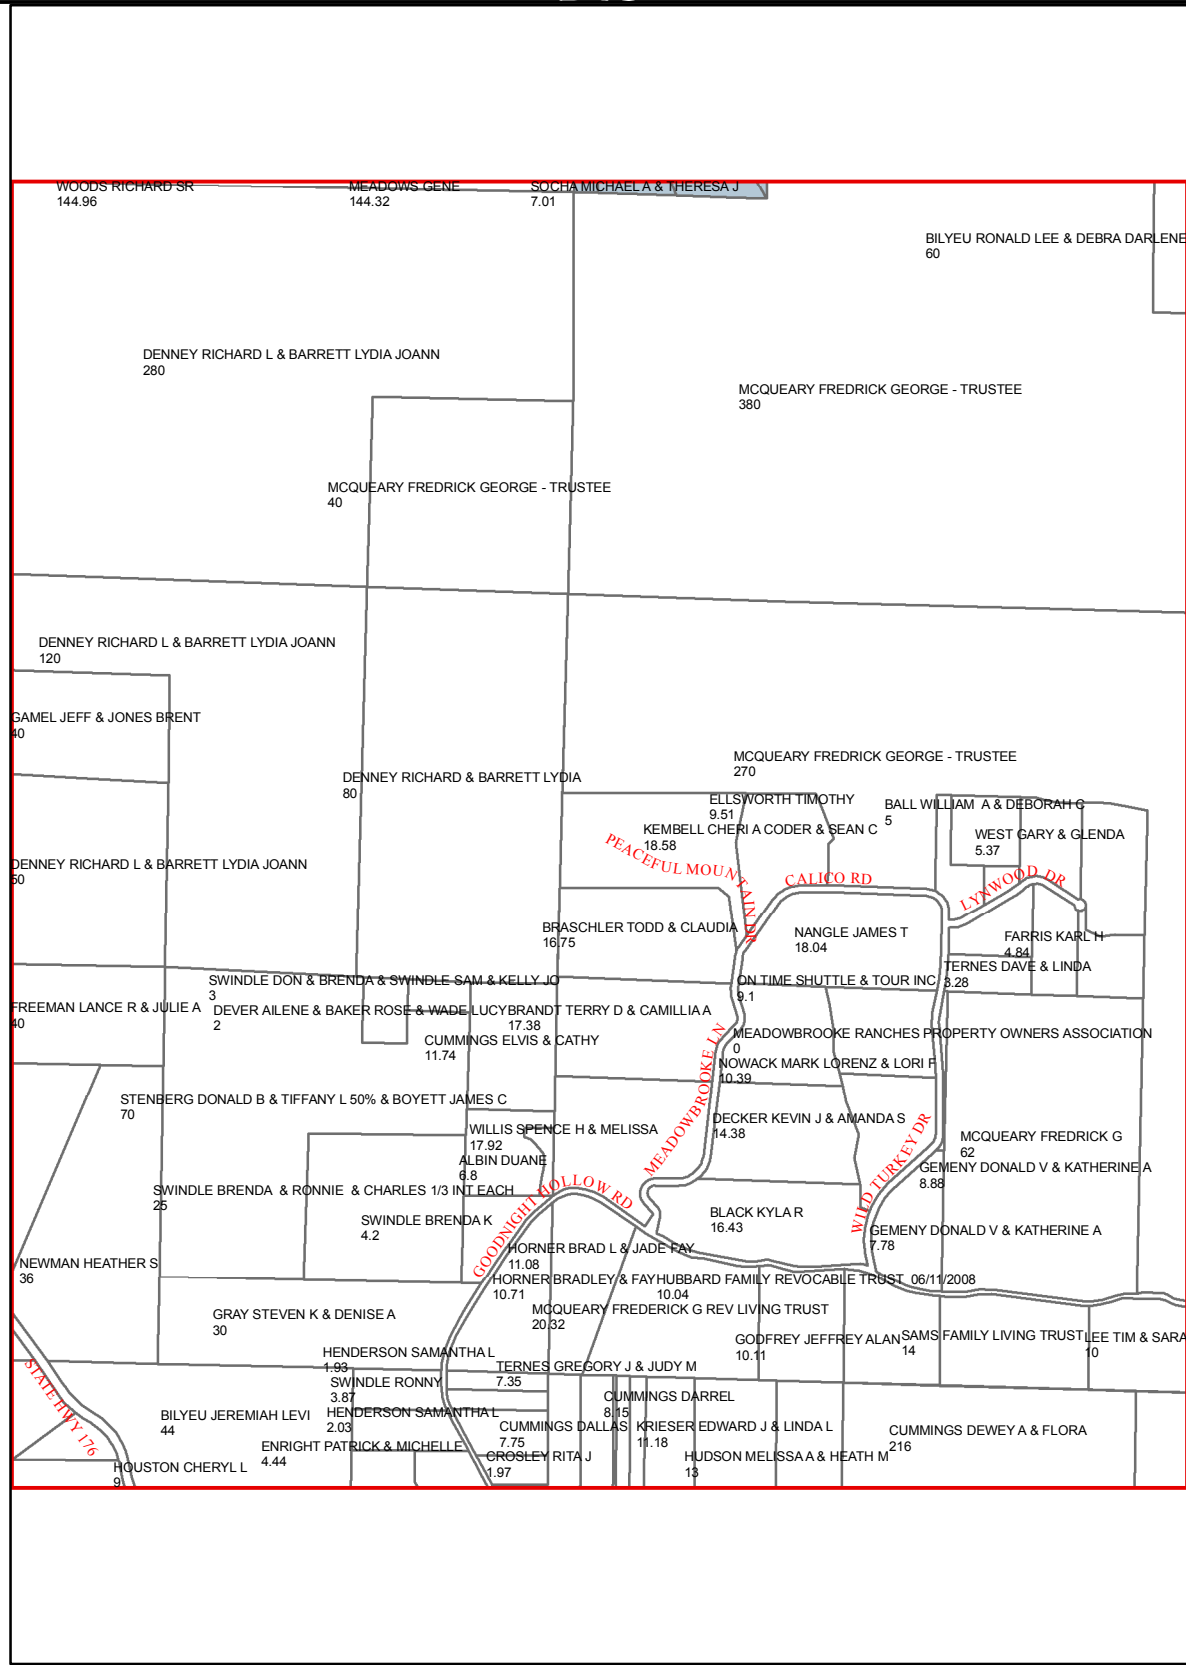 WOODS RICHARD SR
144.96
MEADOWS GENE
144.32
SOCHA MICHAEL A & THERESA J
7.01
BILYEU RONALD LEE & DEBRA DARLENE
60
DENNEY RICHARD L & BARRETT LYDIA JOANN
280
MCQUEARY FREDRICK GEORGE - TRUSTEE
380
MCQUEARY FREDRICK GEORGE - TRUSTEE
40
DENNEY RICHARD L & BARRETT LYDIA JOANN
120
GAMEL JEFF & JONES BRENT
40
MCQUEARY FREDRICK GEORGE - TRUSTEE
270
DENNEY RICHARD & BARRETT LYDIA
80
ELLSWORTH TIMOTHY
9.51
BALL WILLIAM A & DEBORAH C
5
KEMBELL CHERI A CODER & SEAN C
18.58
WEST GARY & GLENDA
5.37
PEACEFUL MOUNTAIN DR
DENNEY RICHARD L & BARRETT LYDIA JOANN
50
CALICO RD
LYNWOOD DR
BRASCHLER TODD & CLAUDIA
16.75
NANGLE JAMES T
18.04
FARRIS KARL H
4.84
TERNES DAVE & LINDA
3.28
SWINDLE DON & BRENDA & SWINDLE SAM & KELLY JO
3
ON TIME SHUTTLE & TOUR INC
9.1
FREEMAN LANCE R & JULIE A
40
DEVER AILENE & BAKER ROSE & WADE LUCY
2
BRANDT TERRY D & CAMILLIA A
17.38
CUMMINGS ELVIS & CATHY
11.74
MEADOWBROOKE RANCHES PROPERTY OWNERS ASSOCIATION
0
NOWACK MARK LORENZ & LORI F
10.39
MEADOWBROOKE LN
STENBERG DONALD B & TIFFANY L 50% & BOYETT JAMES C
70
DECKER KEVIN J & AMANDA S
14.38
WILLIS SPENCE H & MELISSA
17.92
MCQUEARY FREDRICK G
62
ALBIN DUANE
6.8
GEMENY DONALD V & KATHERINE A
8.88
WILD TURKEY DR
GOODNIGHT HOLLOW RD
SWINDLE BRENDA & RONNIE & CHARLES 1/3 INT EACH
25
SWINDLE BRENDA K
4.2
BLACK KYLA R
16.43
GEMENY DONALD V & KATHERINE A
7.78
HORNER BRAD L & JADE FAY
11.08
NEWMAN HEATHER S
36
HORNER BRADLEY & FAY
10.71
HUBBARD FAMILY REVOCABLE TRUST 06/11/2008
10.04
GRAY STEVEN K & DENISE A
30
MCQUEARY FREDERICK G REV LIVING TRUST
20.32
GODFREY JEFFREY ALAN
10.11
SAMS FAMILY LIVING TRUST
14
LEE TIM & SARA
10
HENDERSON SAMANTHA L
1.93
TERNES GREGORY J & JUDY M
7.35
STATE HWY 176
SWINDLE RONNY
3.87
CUMMINGS DARREL
8.15
BILYEU JEREMIAH LEVI
44
HENDERSON SAMANTHA L
2.03
CUMMINGS DALLAS
7.75
KRIESER EDWARD J & LINDA L
11.18
CUMMINGS DEWEY A & FLORA
216
ENRIGHT PATRICK & MICHELLE
4.44
CROSLEY RITA J
1.97
HUDSON MELISSA A & HEATH M
13
HOUSTON CHERYL L
9